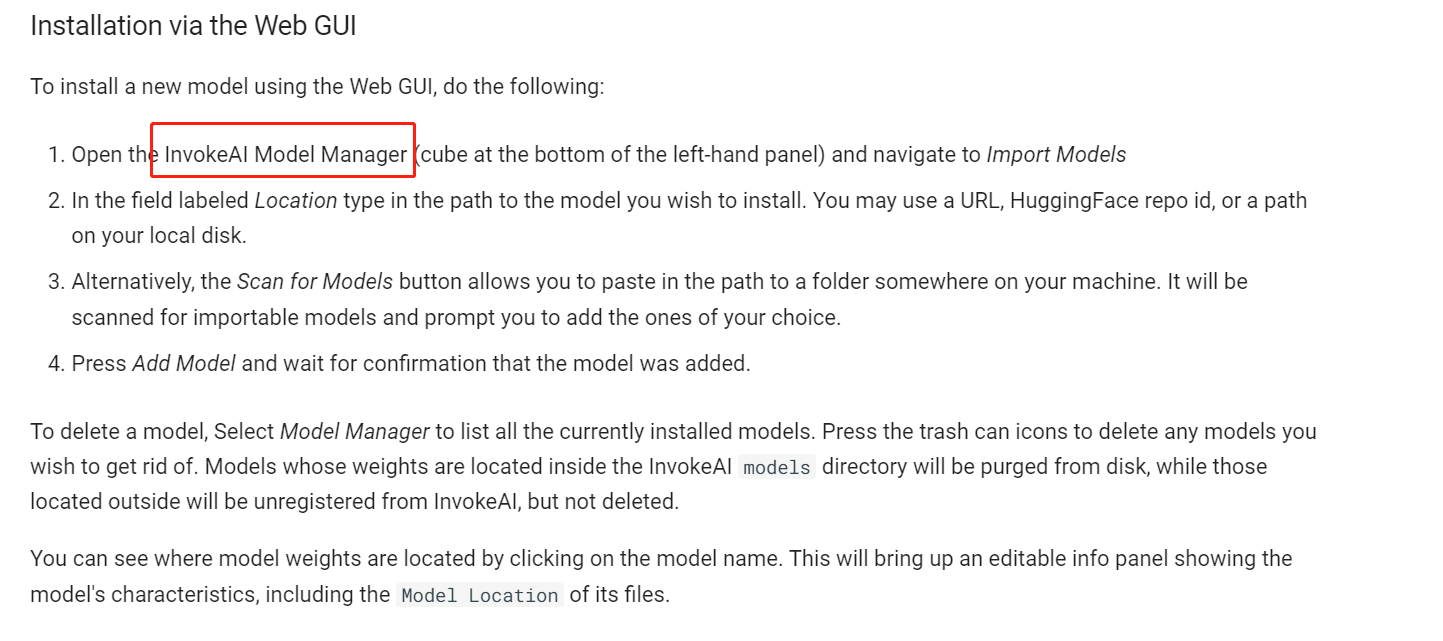 Installation via the Web GUI
To install a new model using the Web GUI, do the following:
1. Open the InvokeAI Model Manager (cube at the bottom of the left-hand panel) and navigate to Import Models
2. In the field labeled Location type in the path to the model you wish to install. You may use a URL, HuggingFace repo id, or a path
on your local disk.
3. Alternatively, the Scan for Models button allows you to paste in the path to a folder somewhere on your machine. It will be
scanned for importable models and prompt you to add the ones of your choice.
4. Press Add Model and wait for confirmation that the model was added.
To delete a model, Select Model Manager to list all the currently installed models. Press the trash can icons to delete any models you
wish to get rid of. Models whose weights are located inside the InvokeAI models directory will be purged from disk, while those
located outside will be unregistered from InvokeAI, but not deleted.
You can see where model weights are located by clicking on the model name. This will bring up an editable info panel showing the
model's characteristics, including the Model Location of its files.